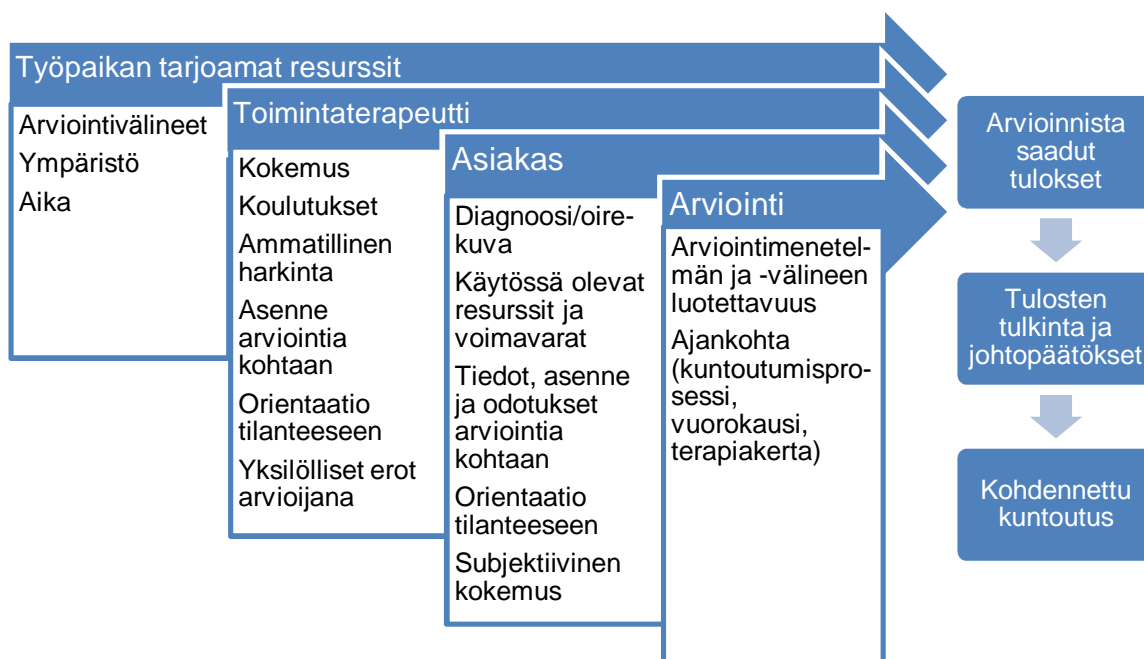 Työpaikan tarjoamat resurssit
Arviointivälineet
Ympäristö
Aika
Toimintaterapeutti
Kokemus
Koulutukset
Ammatillinen
harkinta
Asenne
arviointia
kohtaan
Orientaatio
tilanteeseen
Yksilölliset erot
arvioijana
Asiakas
Diagnoosi/oire-
kuva
Käytössä olevat
resurssit ja
voimavarat
Tiedot, asenne
ja odotukset
arviointia
kohtaan
Orientaatio
tilanteeseen
Subjektiivinen
kokemus
Arviointi
Arviointimenetel-
män ja -välineen
luotettavuus
Ajankohta
(kuntoutumispro-
sessi,
vuorokausi,
terapiakerta)
Arvioinnista
saadut
tulokset
Tulosten
tulkinta ja
johtopäätökset
Kohdennettu
kuntoutus